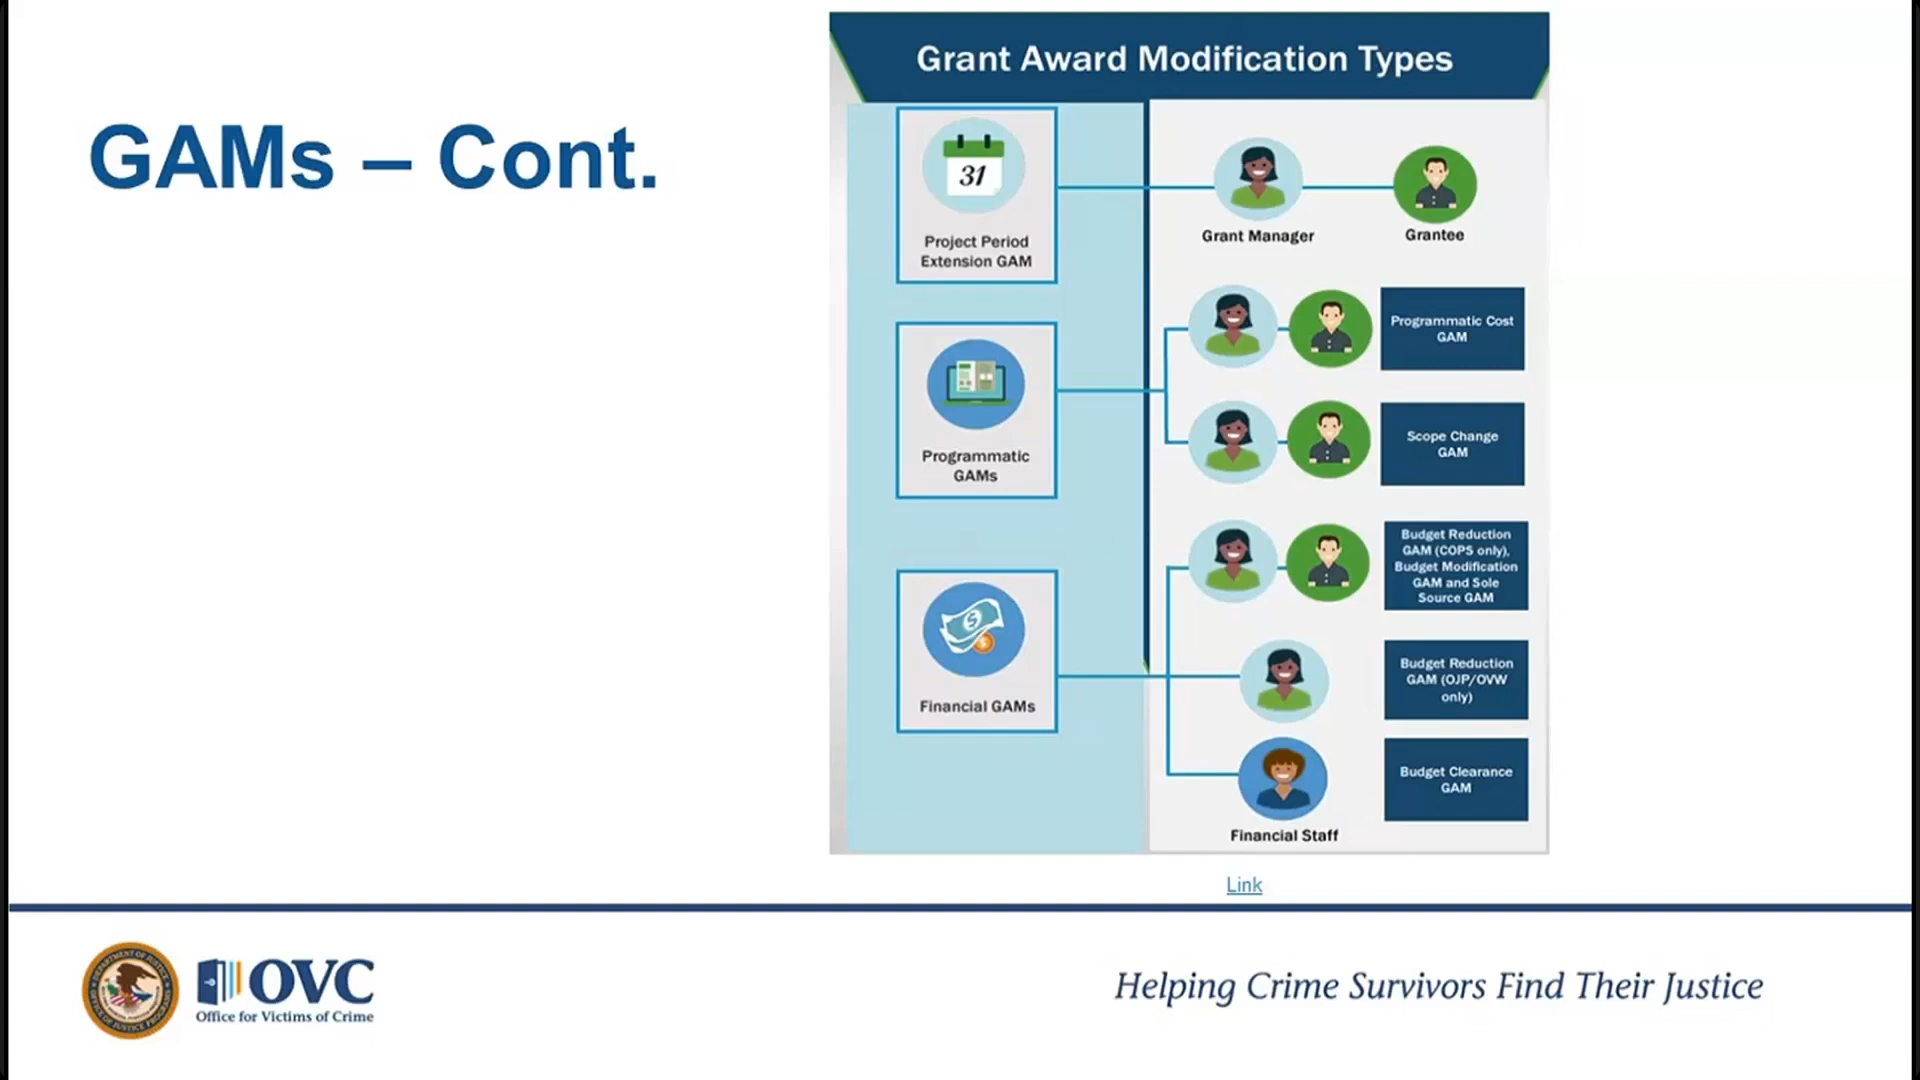 GAMs – Cont.
Grant Award Modification Types
31
Project Period
Extension GAM
Grant Manager
Grantee
Programmatic
GAMs
Programmatic Cost
GAM
Scope Change
GAM
Financial GAMs
Budget Reduction
GAM (COPS only),
Budget Modification
GAM and Sole
Source GAM
Budget Reduction
GAM (OJP/OVW
only)
Budget Clearance
GAM
Financial Staff
Link
OVC
Office for Victims of Crime
Helping Crime Survivors Find Their Justice